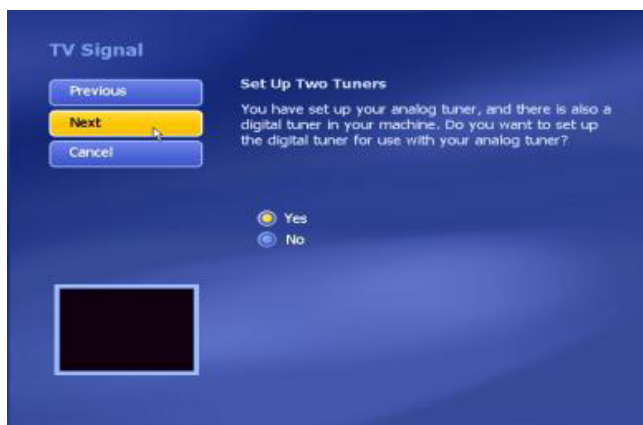 TV Signal
Previous
Next
Cancel
Set Up Two Tuners
You have set up your analog tuner, and there is also a
digital tuner in your machine. Do you want to set up
the digital tuner for use with your analog tuner?
Yes
No